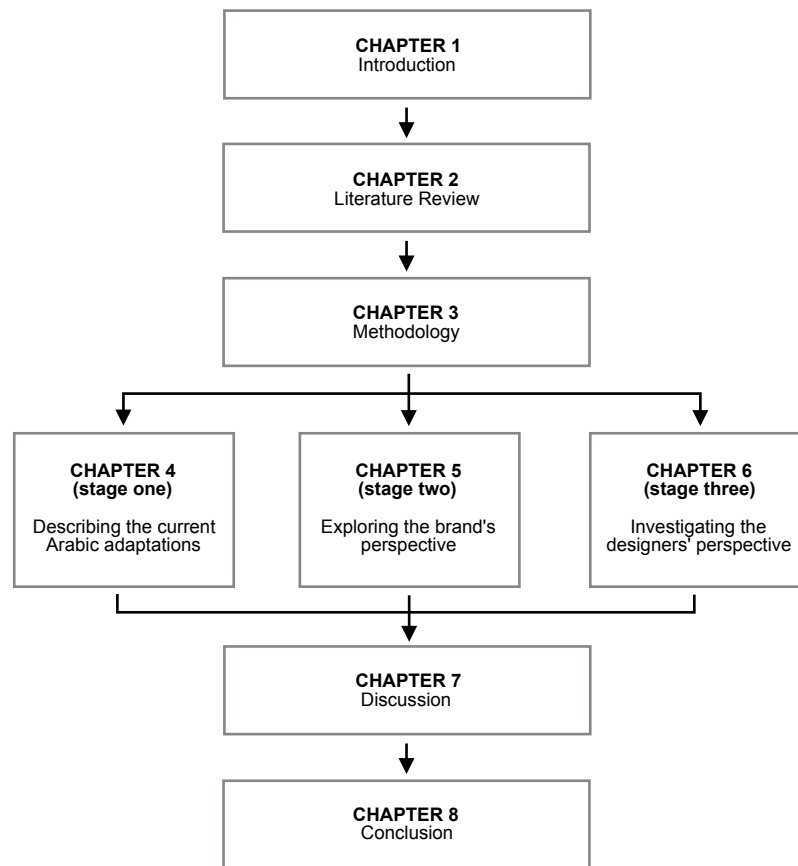 CHAPTER 1
Introduction
CHAPTER 2
Literature Review
CHAPTER 3
Methodology
CHAPTER 4
(stage one)
Describing the current
Arabic adaptations
CHAPTER 5
(stage two)
Exploring the brand's
perspective
CHAPTER 6
(stage three)
Investigating the
designers' perspective
CHAPTER 7
Discussion
CHAPTER 8
Conclusion